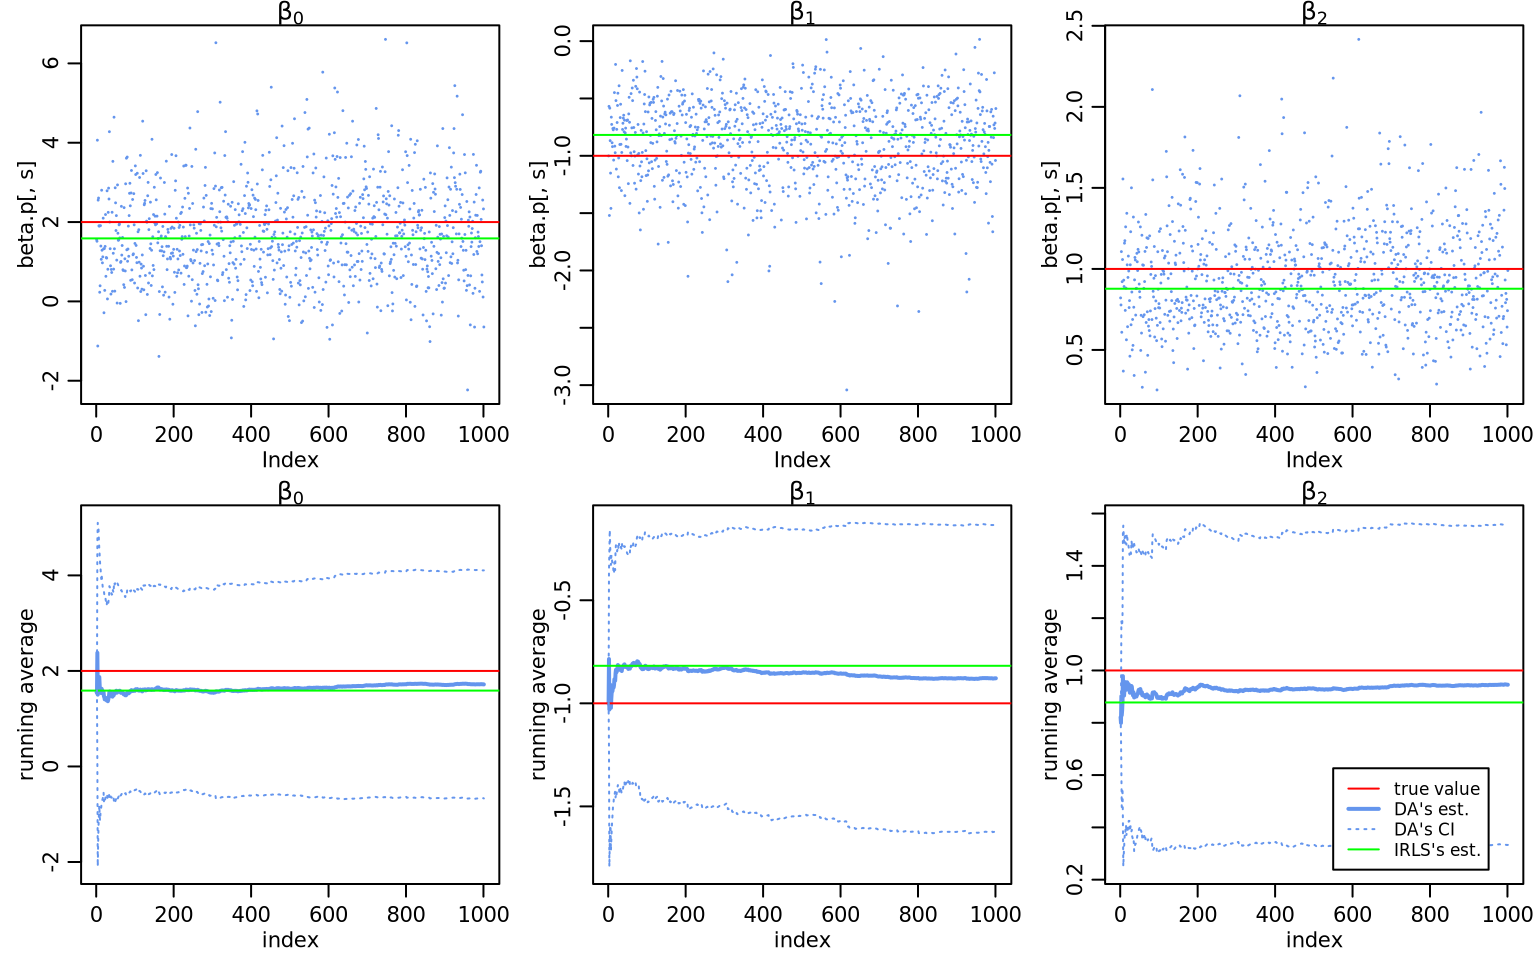 β₀
beta.p[, s]
6
4
2
0
-2
0 200 400 600 800 1000
Index
β₁
beta.p[, s]
0.0
-1.0
-2.0
-3.0
0 200 400 600 800 1000
Index
β₂
beta.p[, s]
2.5
2.0
1.5
1.0
0.5
0 200 400 600 800 1000
Index
β₀
running average
4
2
0
-2
0 200 400 600 800 1000
index
β₁
running average
-0.5
-1.0
-1.5
0 200 400 600 800 1000
index
β₂
running average
1.4
1.0
0.6
0.2
0 200 400 600 800 1000
index
true value
DA's est.
DA's CI
IRLS's est.